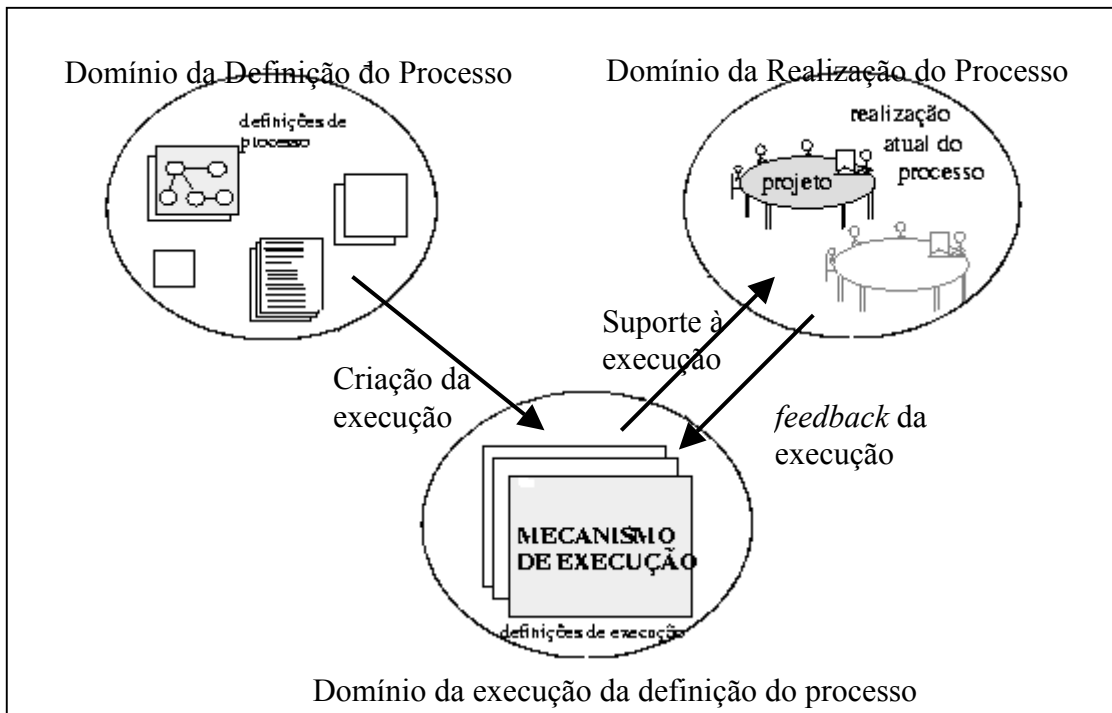 Domínio da Definição do Processo
definições de
processo
Domínio da Realização do Processo
realização
atual do
processo
projeto
Criação da
execução
Suporte à
execução
feedback da
execução
MECANISMO
DE EXECUÇÃO
definições de execução
Domínio da execução da definição do processo